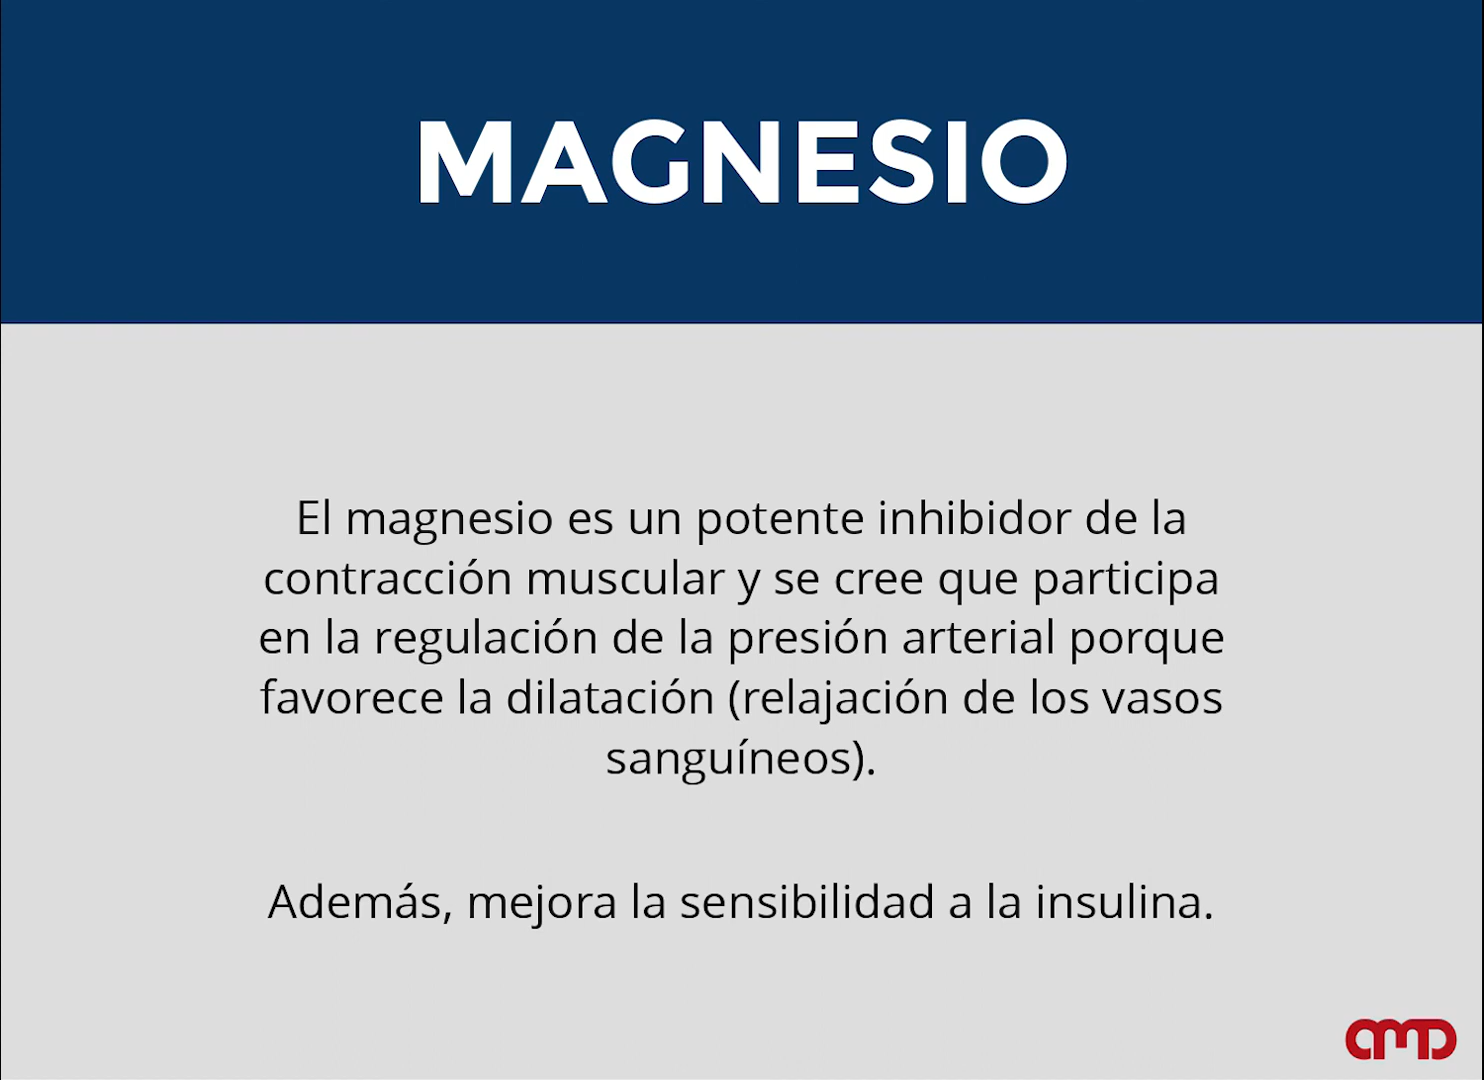 MAGNESIO
El magnesio es un potente inhibidor de la
contracción muscular y se cree que participa
en la regulación de la presión arterial porque
favorece la dilatación (relajación de los vasos
sanguíneos).
Además, mejora la sensibilidad a la insulina.